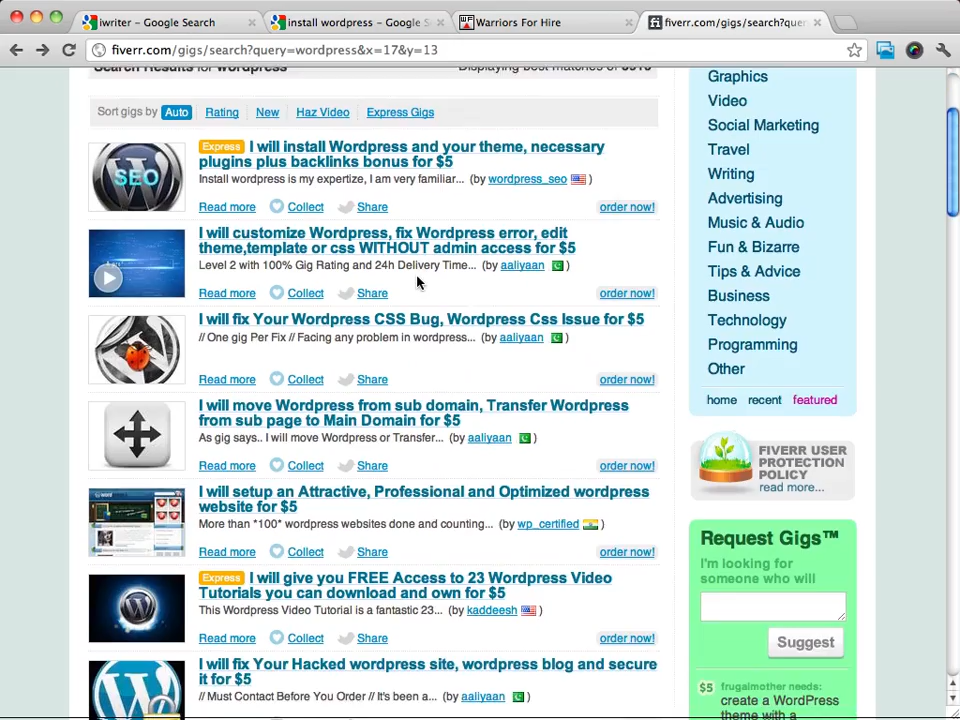 iwriter - Google Search
install wordpress - Google S
Warriors For Hire
fiverr.com/gigs/search?quer
fiverr.com/gigs/search?query=wordpress&x=17&y=13
Search Results for wordpress
Displaying best matches of
Sort gigs by Auto Rating New Haz Video Express Gigs
Express I will install Wordpress and your theme, necessary
plugins plus backlinks bonus for $5
Install wordpress is my expertize, I am very familiar... (by wordpress_seo )
Read more Collect Share order now!
I will customize Wordpress, fix Wordpress error, edit
theme,template or css WITHOUT admin access for $5
Level 2 with 100% Gig Rating and 24h Delivery Time... (by aaliyaan )
Read more Collect Share order now!
I will fix Your Wordpress CSS Bug, Wordpress Css Issue for $5
// One gig Per Fix // Facing any problem in wordpress... (by aaliyaan )
Read more Collect Share order now!
I will move Wordpress from sub domain, Transfer Wordpress
from sub page to Main Domain for $5
As gig says.. I will move Wordpress or Transfer... (by aaliyaan )
Read more Collect Share order now!
I will setup an Attractive, Professional and Optimized wordpress
website for $5
More than *100* wordpress websites done and counting... (by wp_certified )
Read more Collect Share order now!
Express I will give you FREE Access to 23 Wordpress Video
Tutorials you can download and own for $5
This Wordpress Video Tutorial is a fantastic 23... (by kaddeesh )
Read more Collect Share order now!
I will fix Your Hacked wordpress site, wordpress blog and secure
it for $5
// Must Contact Before You Order // It's been a... (by aaliyaan )
SEO
Graphics
Video
Social Marketing
Travel
Writing
Advertising
Music & Audio
Fun & Bizarre
Tips & Advice
Business
Technology
Programming
Other
home recent featured
FIVERR USER
PROTECTION
POLICY
read more...
Request Gigs™
I'm looking for
someone who will
Suggest
$5 frugalmother needs:
create a WordPress
theme with a